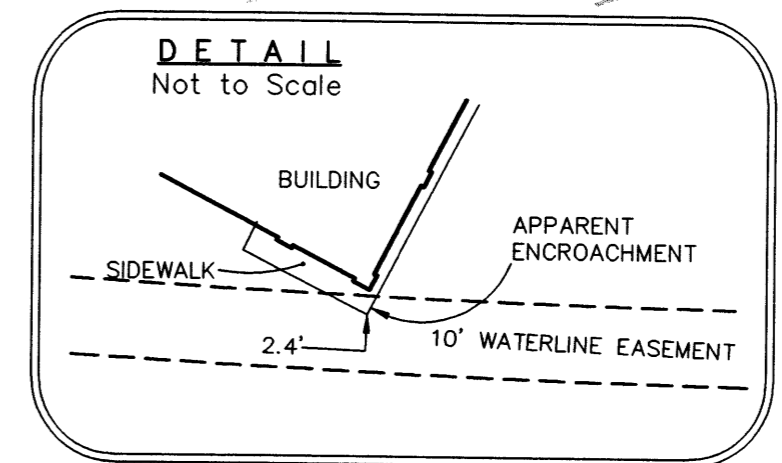 DETAIL
Not to Scale
BUILDING
APPARENT
ENCROACHMENT
SIDEWALK
2.4'
10' WATERLINE EASEMENT